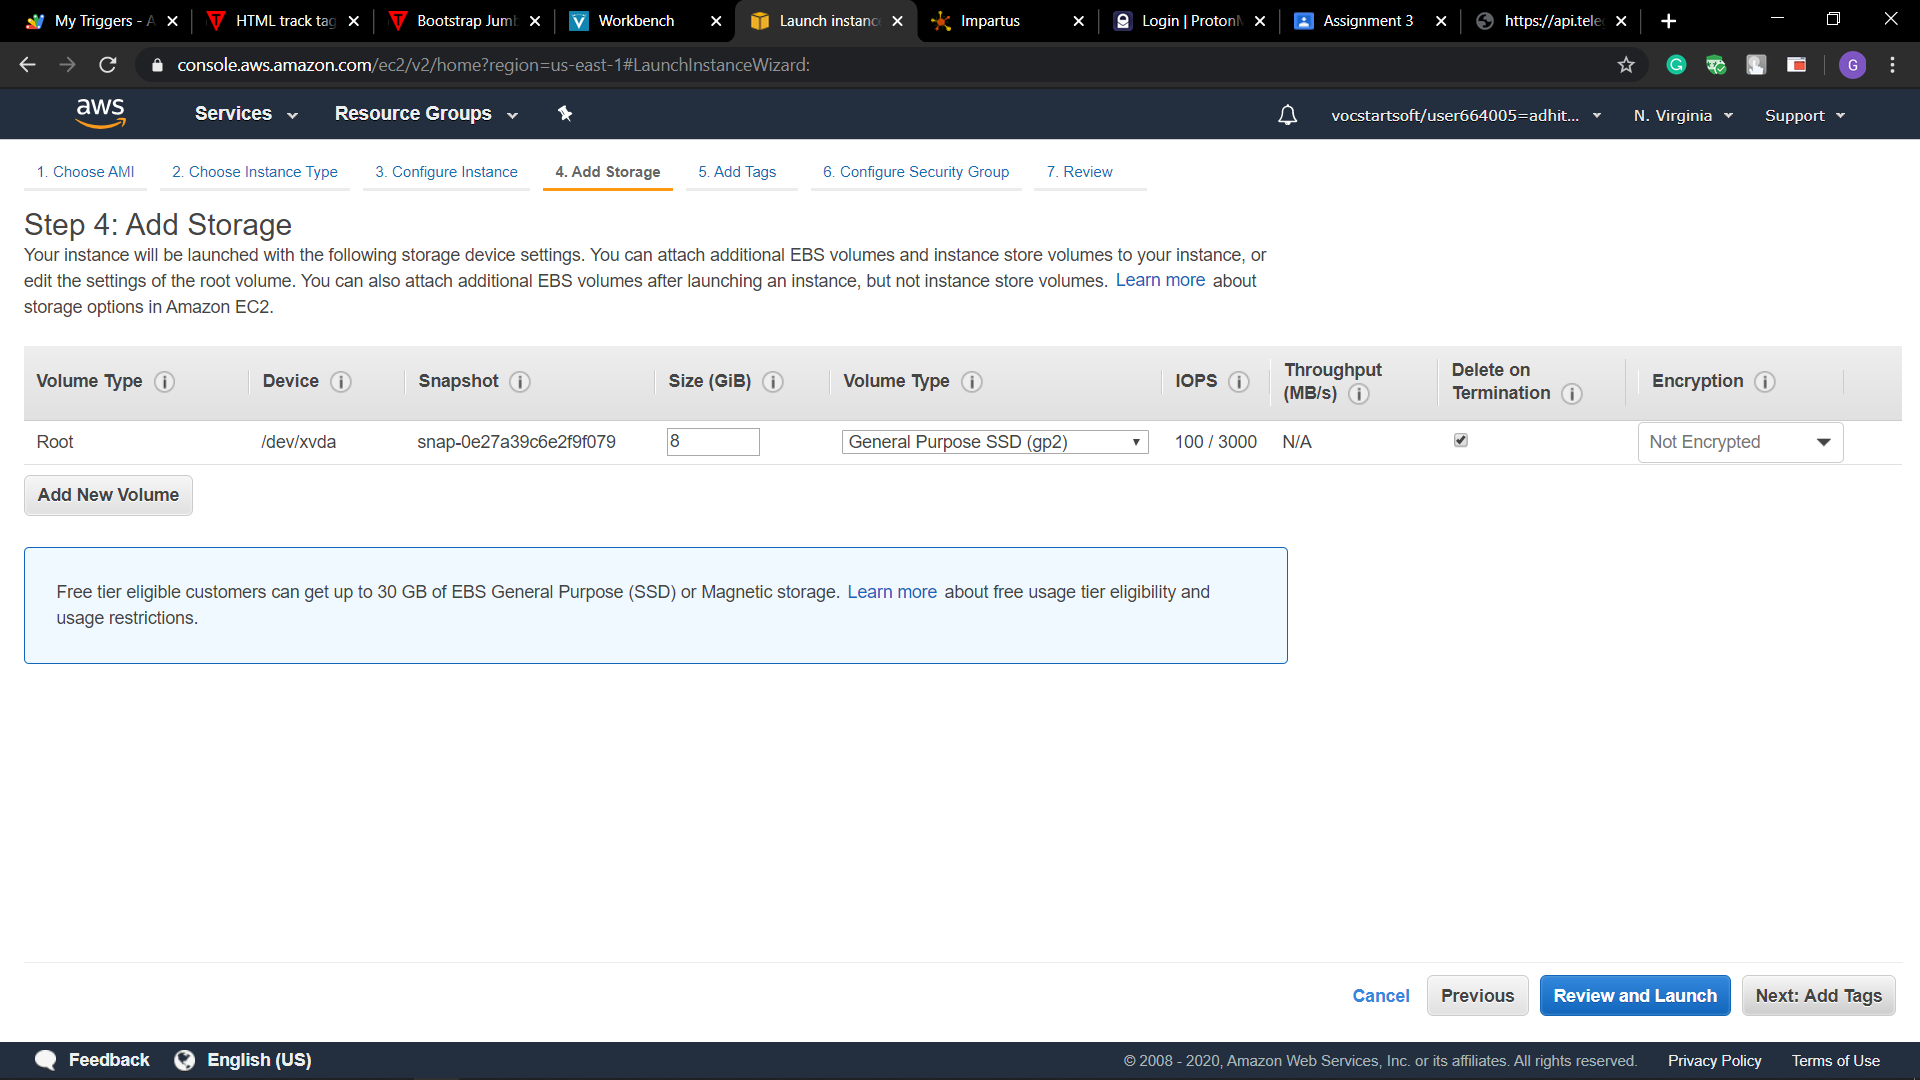 My Triggers - A
HTML track tag
Bootstrap Jumb
Workbench
Launch instance
Impartus
Login | ProtonM
Assignment 3
https://api.tele
console.aws.amazon.com/ec2/v2/home?region=us-east-1#LaunchInstanceWizard:
G
aws
Services
Resource Groups
vocstartsoft/user664005=adhit...
N. Virginia
Support
1. Choose AMI
2. Choose Instance Type
3. Configure Instance
4. Add Storage
5. Add Tags
6. Configure Security Group
7. Review
Step 4: Add Storage
Your instance will be launched with the following storage device settings. You can attach additional EBS volumes and instance store volumes to your instance, or
edit the settings of the root volume. You can also attach additional EBS volumes after launching an instance, but not instance store volumes. Learn more about
storage options in Amazon EC2.
Volume Type
Device
Snapshot
Size (GiB)
Volume Type
IOPS
Throughput
(MB/s)
Delete on
Termination
Encryption
Root
/dev/xvda
snap-0e27a39c6e2f9f079
8
General Purpose SSD (gp2)
100 / 3000
N/A
Not Encrypted
Add New Volume
Free tier eligible customers can get up to 30 GB of EBS General Purpose (SSD) or Magnetic storage. Learn more about free usage tier eligibility and
usage restrictions.
Cancel
Previous
Review and Launch
Next: Add Tags
Feedback
English (US)
© 2008 - 2020, Amazon Web Services, Inc. or its affiliates. All rights reserved.
Privacy Policy
Terms of Use